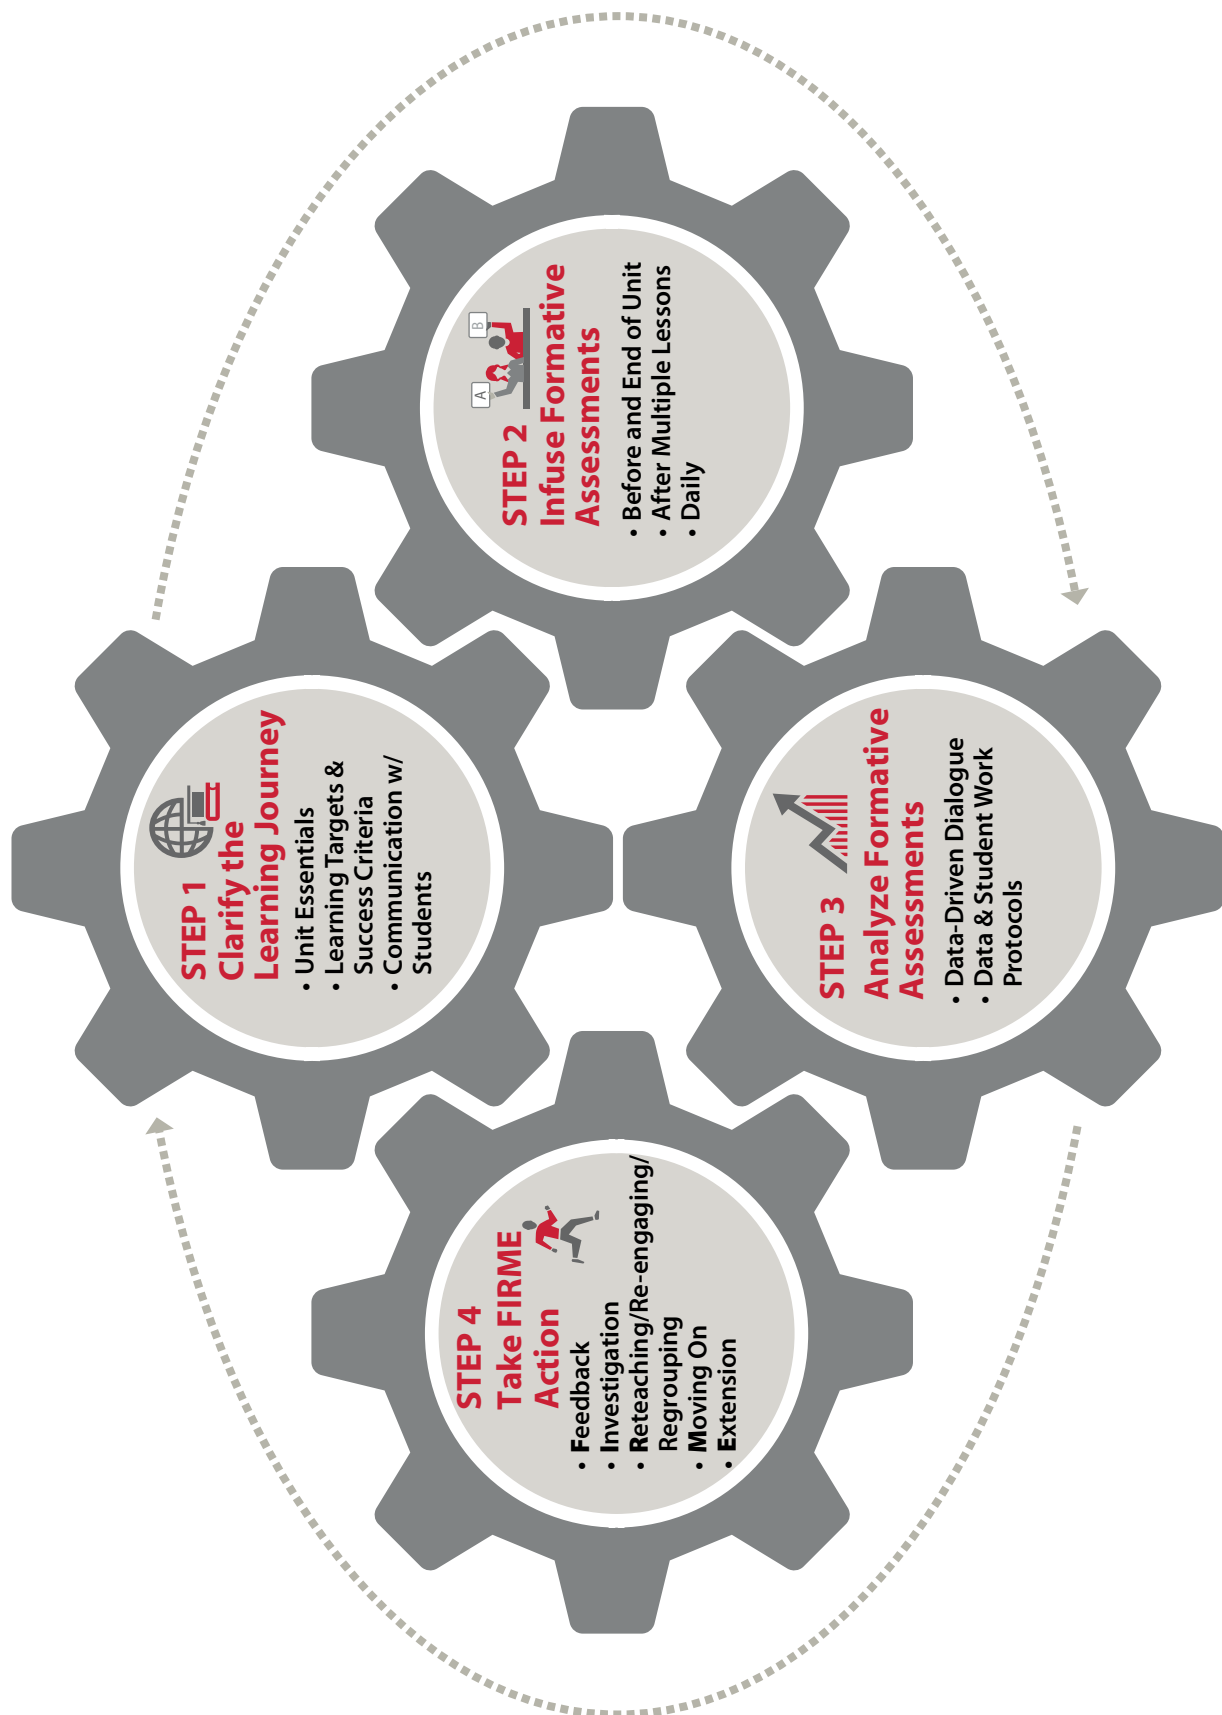 STEP 1
Clarify the
Learning Journey
• Unit Essentials
• Learning Targets &
Success Criteria
• Communication w/
Students
STEP 2
Infuse Formative
Assessments
• Before and End of Unit
• After Multiple Lessons
• Daily
A
B
STEP 3
Analyze Formative
Assessments
• Data-Driven Dialogue
• Data & Student Work
Protocols
STEP 4
Take FIRME
Action
• Feedback
• Investigation
• Reteaching/Re-engaging/
Regrouping
• Moving On
• Extension